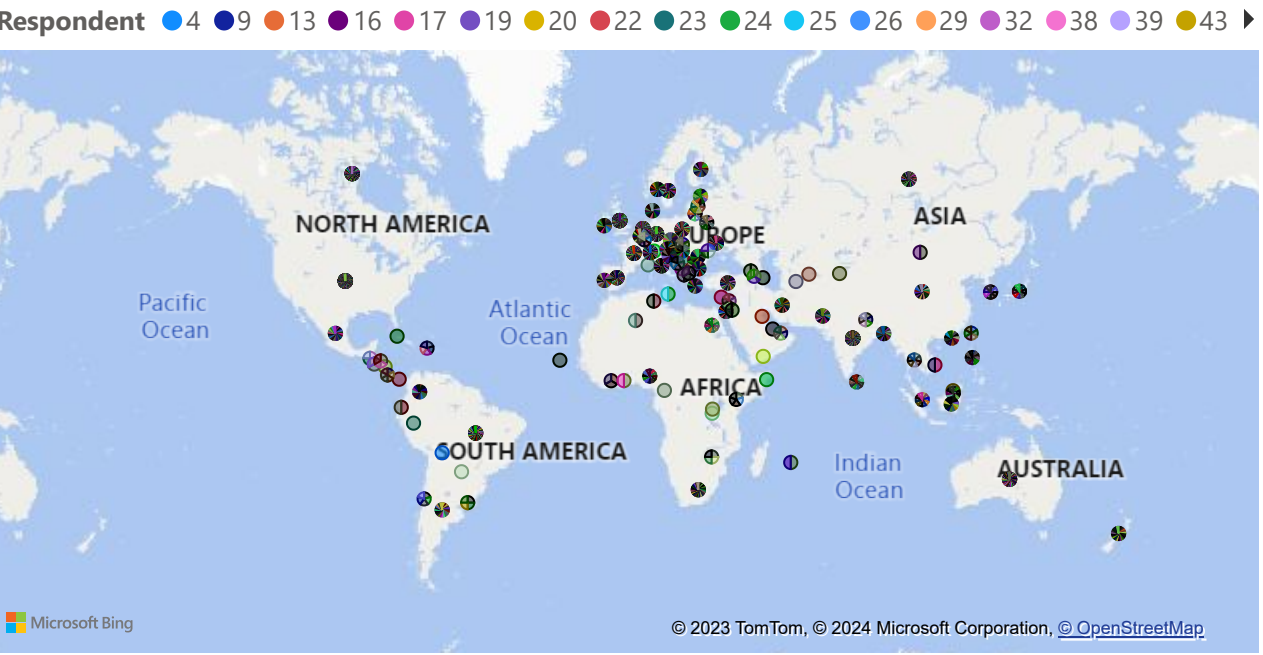 Respondent 4 9 13 16 17 19 20 22 23 24 25 26 29 32 38 39 43
NORTH AMERICA
ASIA
EUROPE
Pacific
Ocean
Atlantic
Ocean
AFRICA
SOUTH AMERICA
Indian
Ocean
AUSTRALIA
Microsoft Bing
© 2023 TomTom, © 2024 Microsoft Corporation, © OpenStreetMap